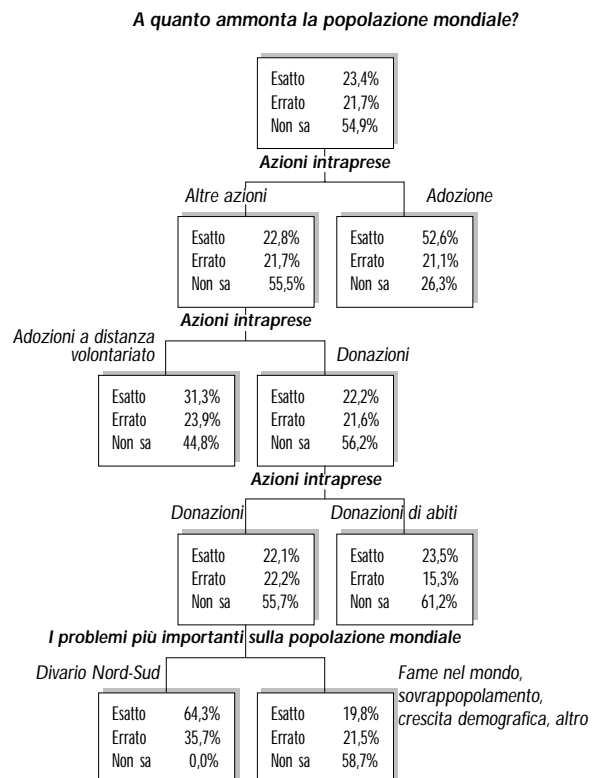 A quanto ammonta la popolazione mondiale?
Esatto 23,4%
Errato 21,7%
Non sa 54,9%
Azioni intraprese
Altre azioni
Adozione
Esatto 22,8%
Errato 21,7%
Non sa 55,5%
Esatto 52,6%
Errato 21,1%
Non sa 26,3%
Azioni intraprese
Adozioni a distanza
volontariato
Donazioni
Esatto 31,3%
Errato 23,9%
Non sa 44,8%
Esatto 22,2%
Errato 21,6%
Non sa 56,2%
Azioni intraprese
Donazioni
Donazioni di abiti
Esatto 22,1%
Errato 22,2%
Non sa 55,7%
Esatto 23,5%
Errato 15,3%
Non sa 61,2%
I problemi più importanti sulla popolazione mondiale
Divario Nord-Sud
Fame nel mondo,
sovrappopolamento,
crescita demografica, altro
Esatto 64,3%
Errato 35,7%
Non sa 0,0%
Esatto 19,8%
Errato 21,5%
Non sa 58,7%